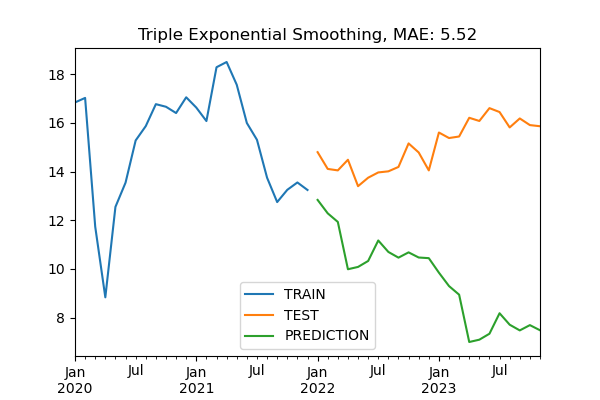 Triple Exponential Smoothing, MAE: 5.52
18
16
14
12
10
8
TRAIN
TEST
PREDICTION
Jan Jul Jan Jul Jan Jul Jan Jul
2020 2021 2022 2023